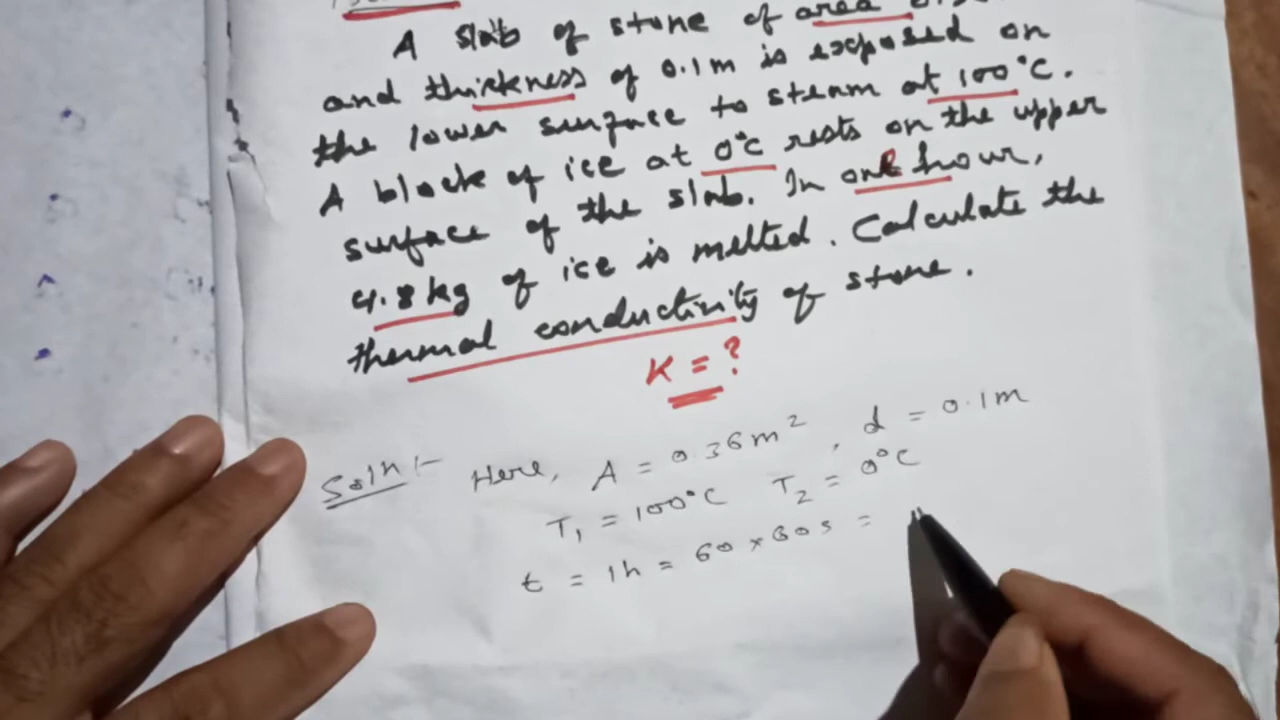 A slab of stone of area
and thickness of 0.1m is exposed on
the lower surface to steam at 100°C.
A block of ice at 0°C rests on the upper
surface of the slab. In one hour,
4.8 kg of ice is melted. Calculate the
thermal conductivity of stone.
K = ?
Soln :- Here, A = 0.36m², d = 0.1m
T₁ = 100°C T₂ = 0°C
t = 1h = 60 × 60s =